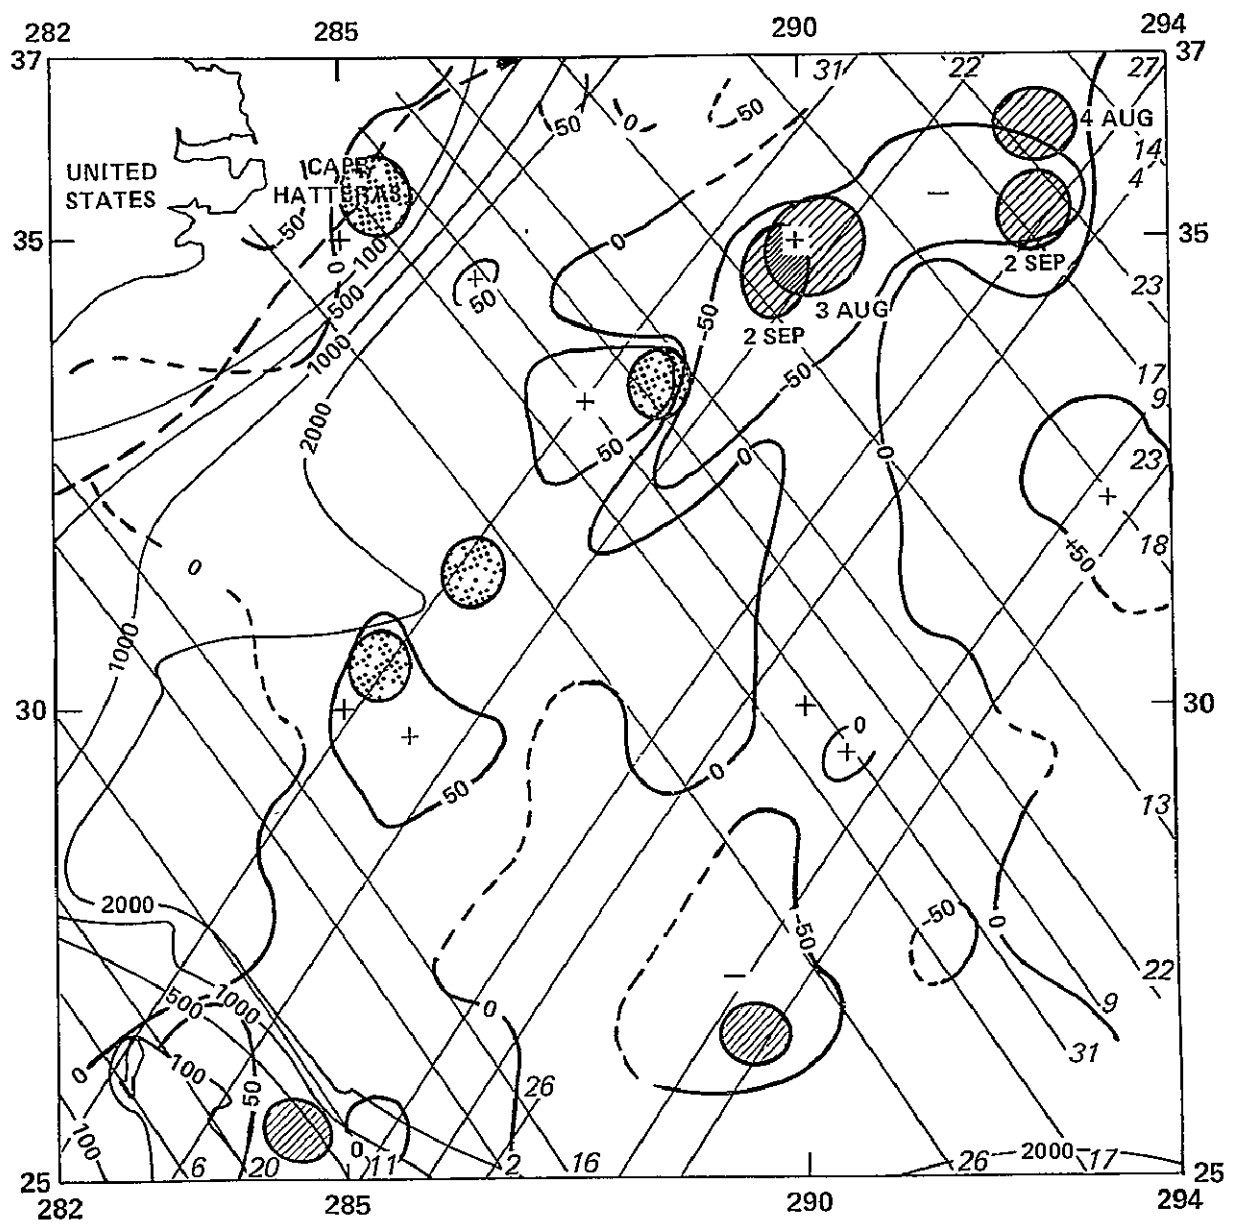 282 285 290 294
37 31 22 27 37
-50 0 -50 4 AUG
14
UNITED CAPE 4
STATES HATTERAS
-50
35 0 100 0 35
2 SEP
50 500 23
-50 3 AUG
2 SEP
1000
-50 17
9
2000
50 0 0 23
18
+50
0
1000
30 30
0
0
50 13
2000 -50
-50 0
22
500 1000 0 9
31
0 100
50 26
100
0
6 20 11 2 16 26 2000 17
25 25
282 285 290 294